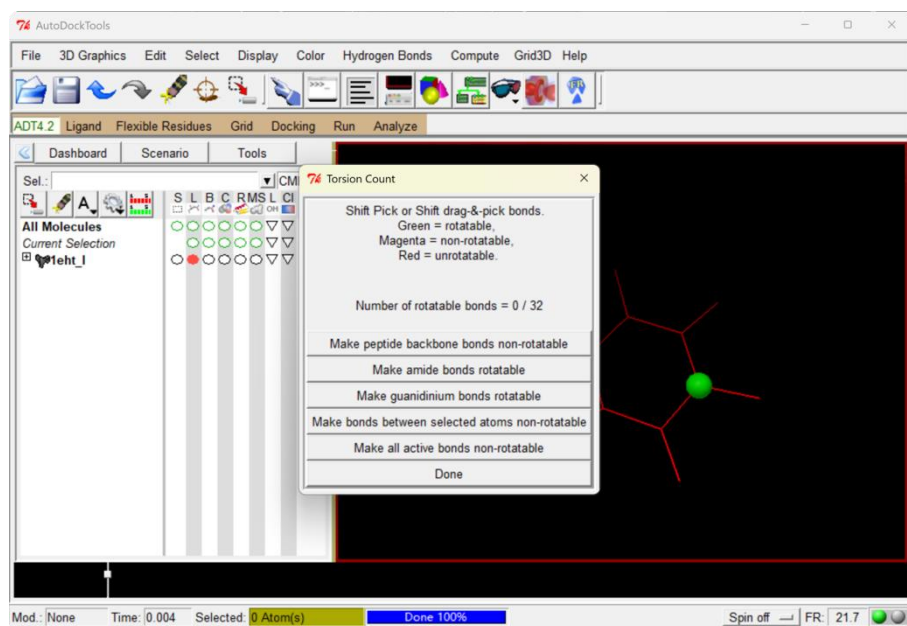 AutoDockTools
File 3D Graphics Edit Select Display Color Hydrogen Bonds Compute Grid3D Help
ADT4.2 Ligand Flexible Residues Grid Docking Run Analyze
Dashboard Scenario Tools
Sel.: CM
S L B C R MS L Cl
All Molecules
Current Selection
1eht_l
Torsion Count
Shift Pick or Shift drag-&-pick bonds.
Green = rotatable,
Magenta = non-rotatable,
Red = unrotatable.
Number of rotatable bonds = 0 / 32
Make peptide backbone bonds non-rotatable
Make amide bonds rotatable
Make guanidinium bonds rotatable
Make bonds between selected atoms non-rotatable
Make all active bonds non-rotatable
Done
Mod.: None Time: 0.004 Selected: 0 Atom(s) Done 100% Spin off FR: 21.7